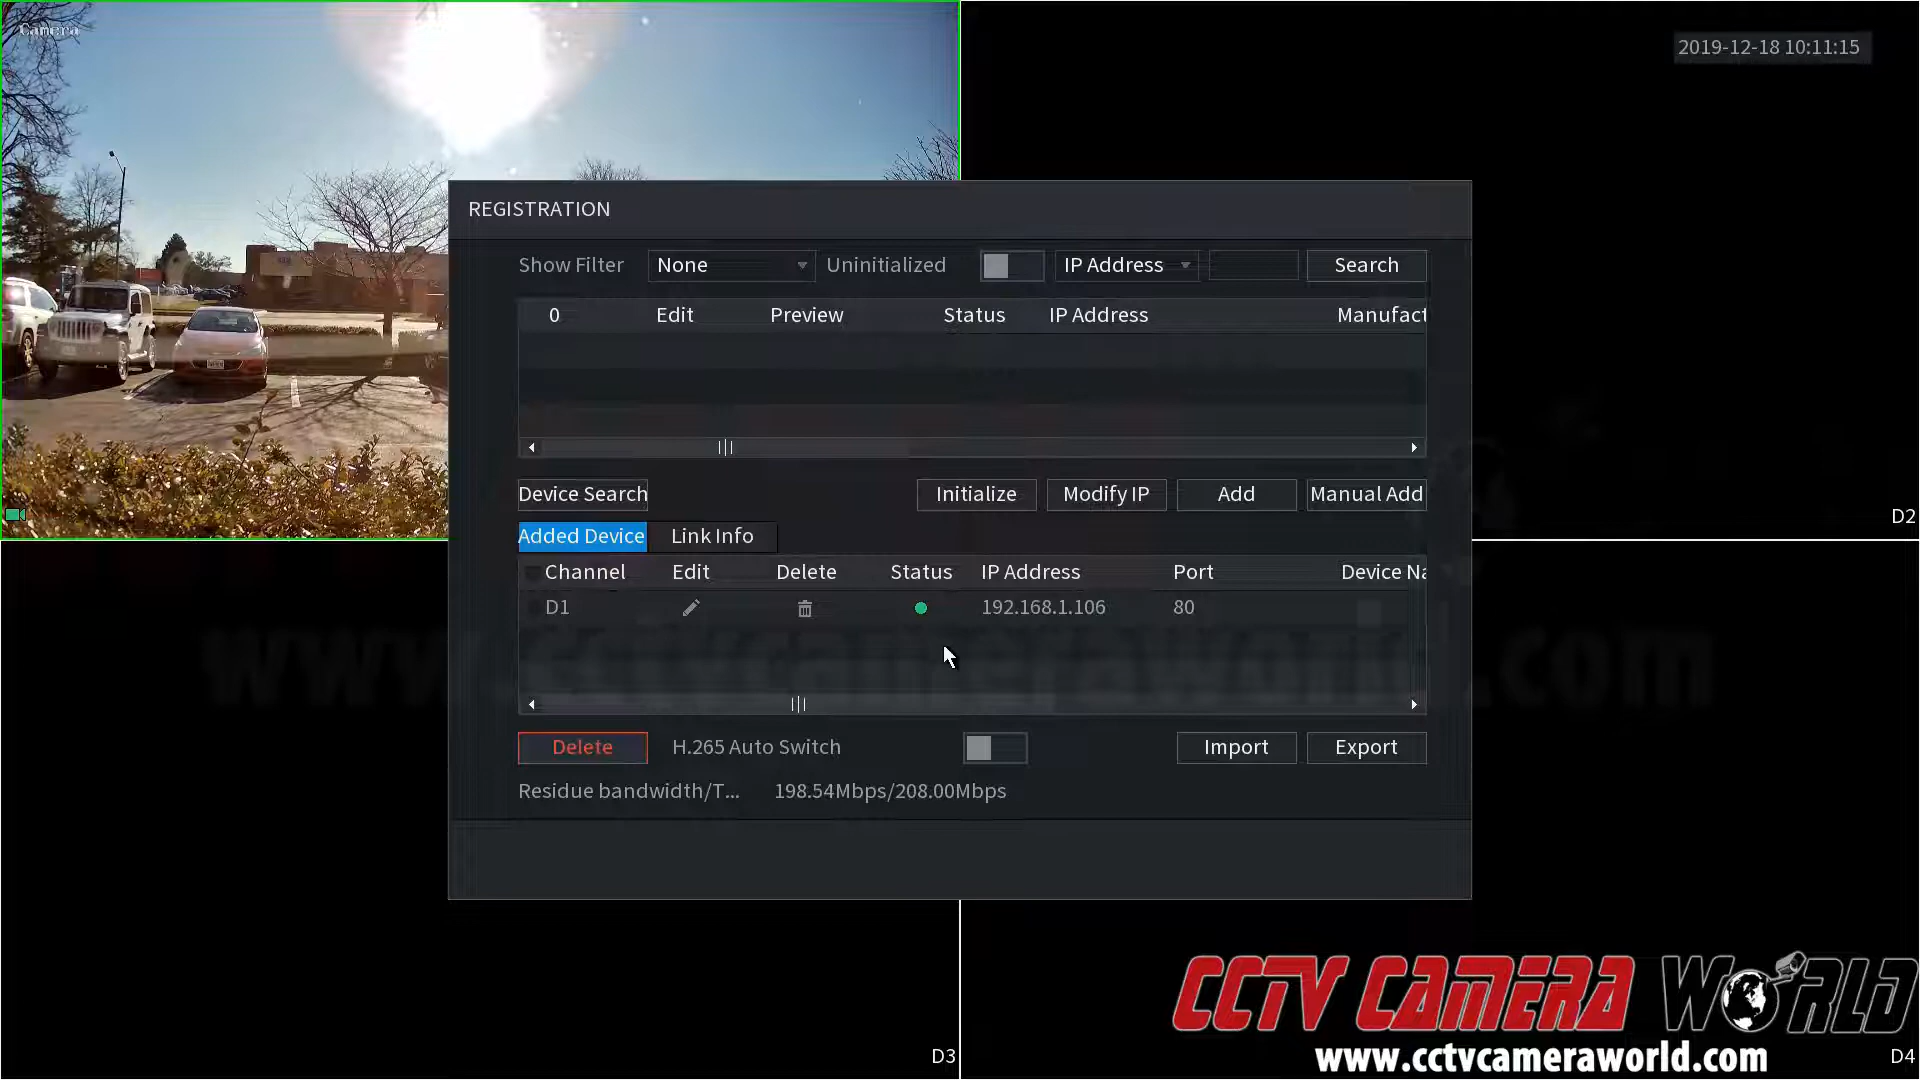 Camera
2019-12-18 10:11:15
REGISTRATION
Show Filter None Uninitialized IP Address Search
0 Edit Preview Status IP Address Manufact
Device Search Initialize Modify IP Add Manual Add
D2
Added Device Link Info
Channel Edit Delete Status IP Address Port Device Na
D1 192.168.1.106 80
www.cctvcameraworld.com
Delete H.265 Auto Switch Import Export
Residue bandwidth/T... 198.54Mbps/208.00Mbps
CCTV CAMERA WORLD
www.cctvcameraworld.com
D3
D4